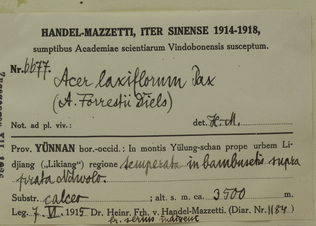 HANDEL-MAZZETTI, ITER SINENSE 1914-1918,
sumptibus Academiae scientiarum Vindobonensis susceptum.
Nr. 6677. Acer laxiflorum Pax
(A. Forrestii Diels)
Not. ad pl. viv.: det. H. M.
Prov. YÜNNAN bor.-occid.: In montis Yülung-schan prope urbem Li-
djiang („Likiang") regione temperata in bambusetis supra
Substr. calceo ; alt. s. m. ca. 3500 m.
Leg. 7. VI. 1915 Dr. Heinr. Frh. v. Handel-Mazzetti. (Diar. Nr. 1184)